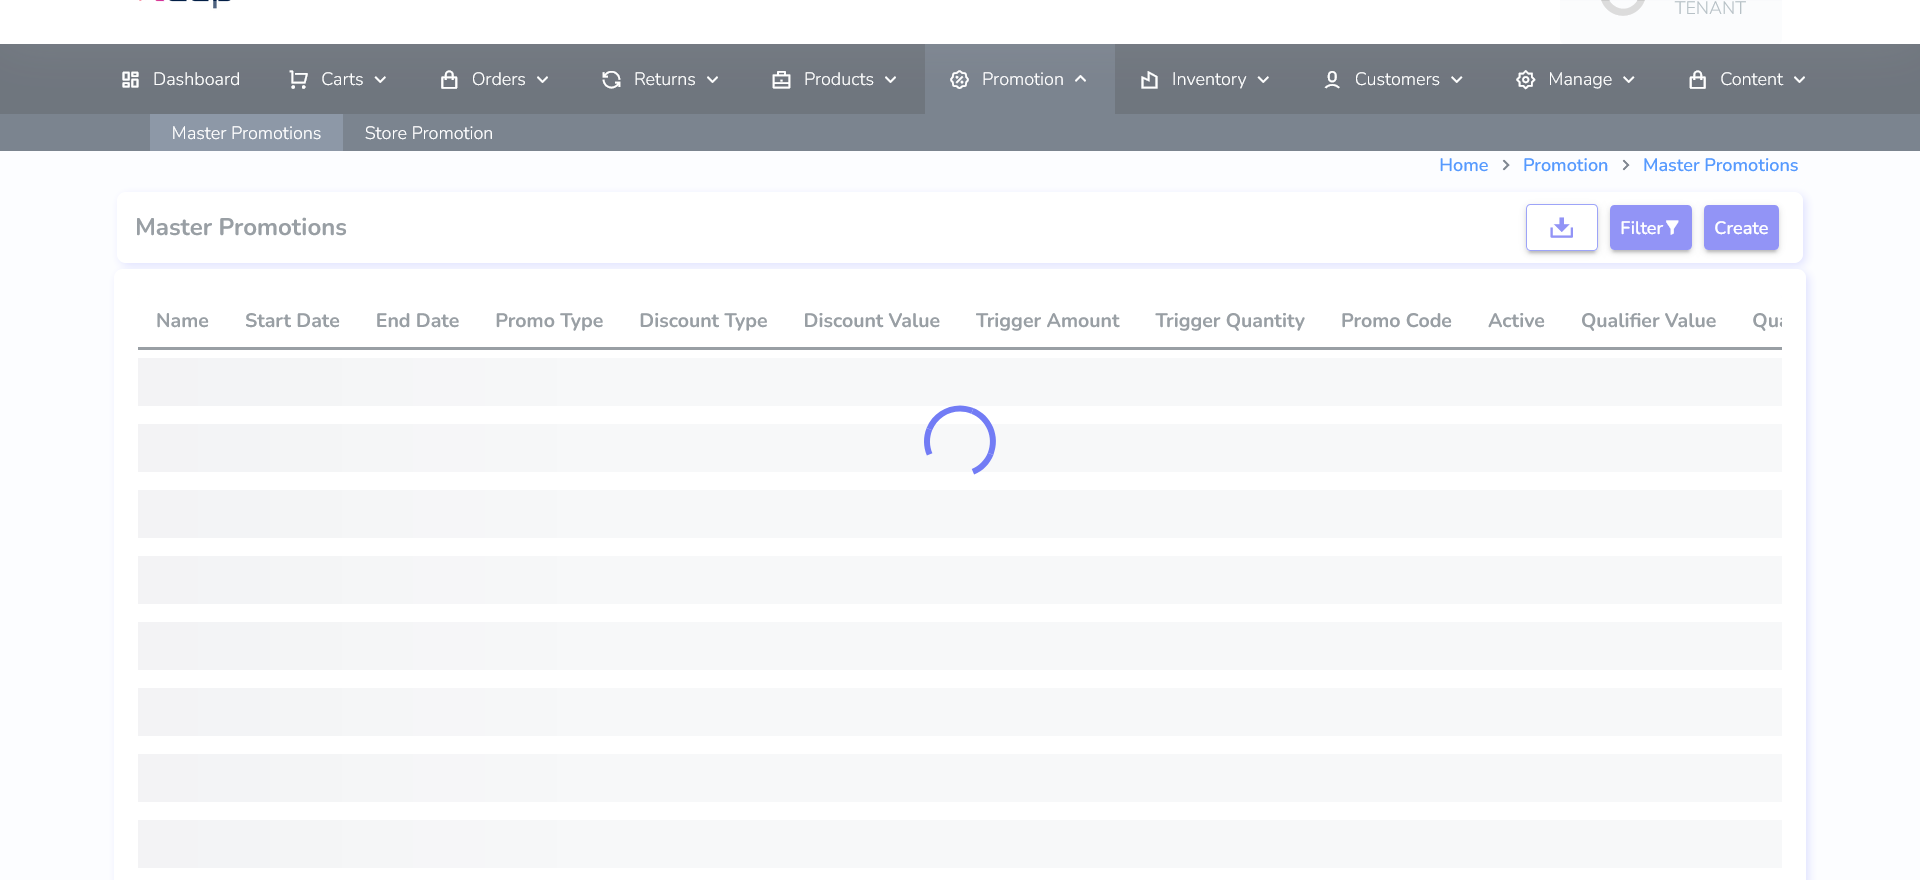 TENANT
Dashboard Carts Orders Returns Products Promotion Inventory Customers Manage Content
Master Promotions Store Promotion
Home > Promotion > Master Promotions
Master Promotions Filter Create
Name Start Date End Date Promo Type Discount Type Discount Value Trigger Amount Trigger Quantity Promo Code Active Qualifier Value